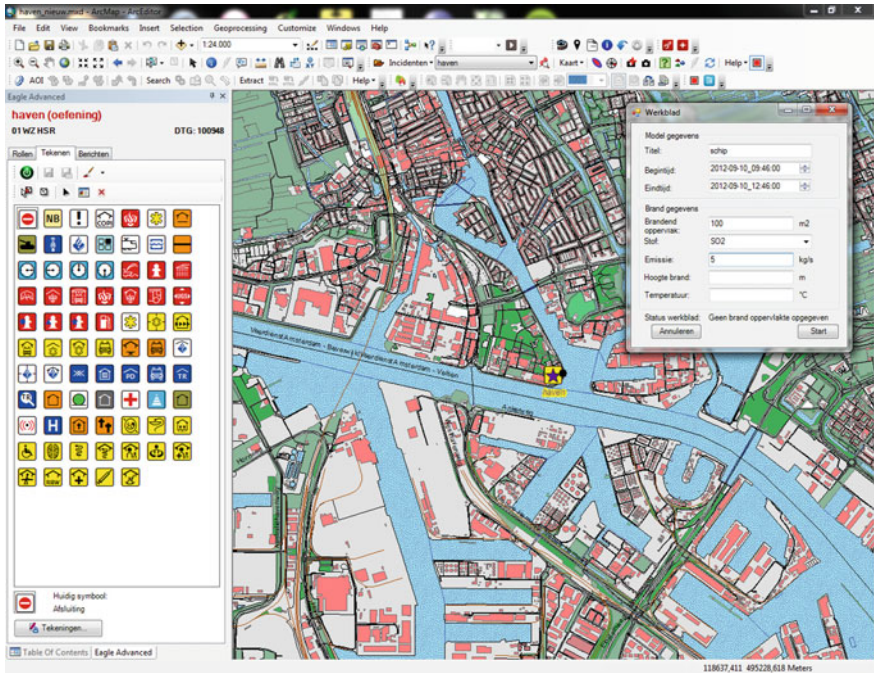 haven_nieuw.mxd - ArcMap - ArcEditor
File Edit View Bookmarks Insert Selection Geoprocessing Customize Windows Help
1:24.000
Incidenten haven Kaart Help
AOI Search Extract Help
Eagle Advanced
haven (oefening)
01 WZ HSR DTG: 100948
Rollen Tekenen Berichten
NB
PD
TR
H
Huidig symbool:
Afsluiting
Tekeningen...
Table Of Contents Eagle Advanced
haven
Werkblad
Model gegevens
Titel: schip
Begintijd: 2012-09-10_09:46:00
Eindtijd: 2012-09-10_12:46:00
Brand gegevens
Brandend oppervlak: 100 m2
Stof: SO2
Emissie: 5 kg/s
Hoogte brand: m
Temperatuur: °C
Status werkblad: Geen brand oppervlakte opgegeven
Annuleren Start
118637,411 495228,618 Meters